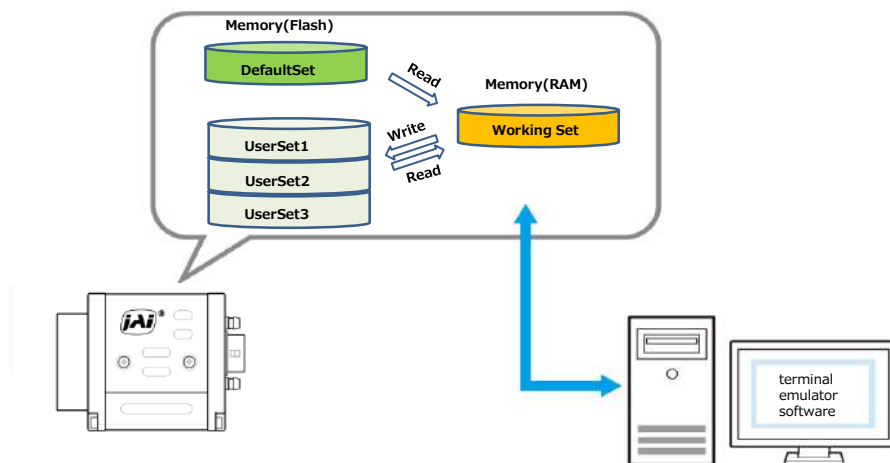 Memory(Flash)
DefaultSet
Read
Memory(RAM)
Working Set
Write
Read
UserSet1
UserSet2
UserSet3
jAi®
terminal
emulator
software